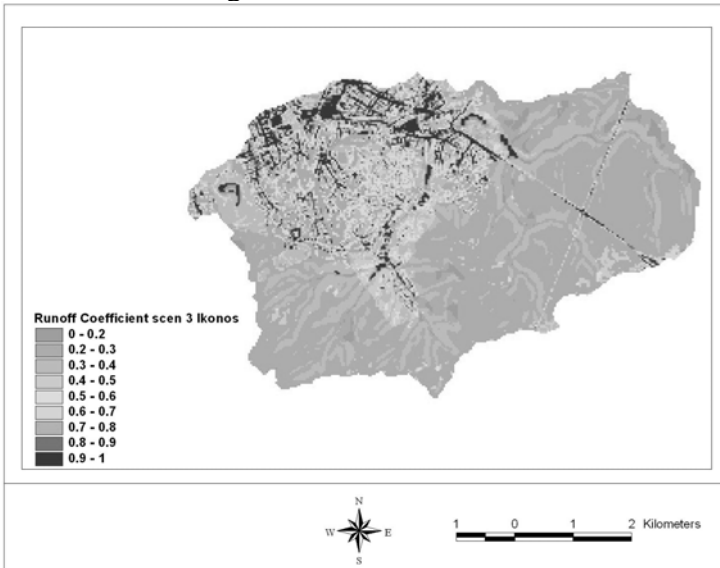 Runoff Coefficient scen 3 Ikonos
0 - 0.2
0.2 - 0.3
0.3 - 0.4
0.4 - 0.5
0.5 - 0.6
0.6 - 0.7
0.7 - 0.8
0.8 - 0.9
0.9 - 1
N
W E
S
1 0 1 2 Kilometers